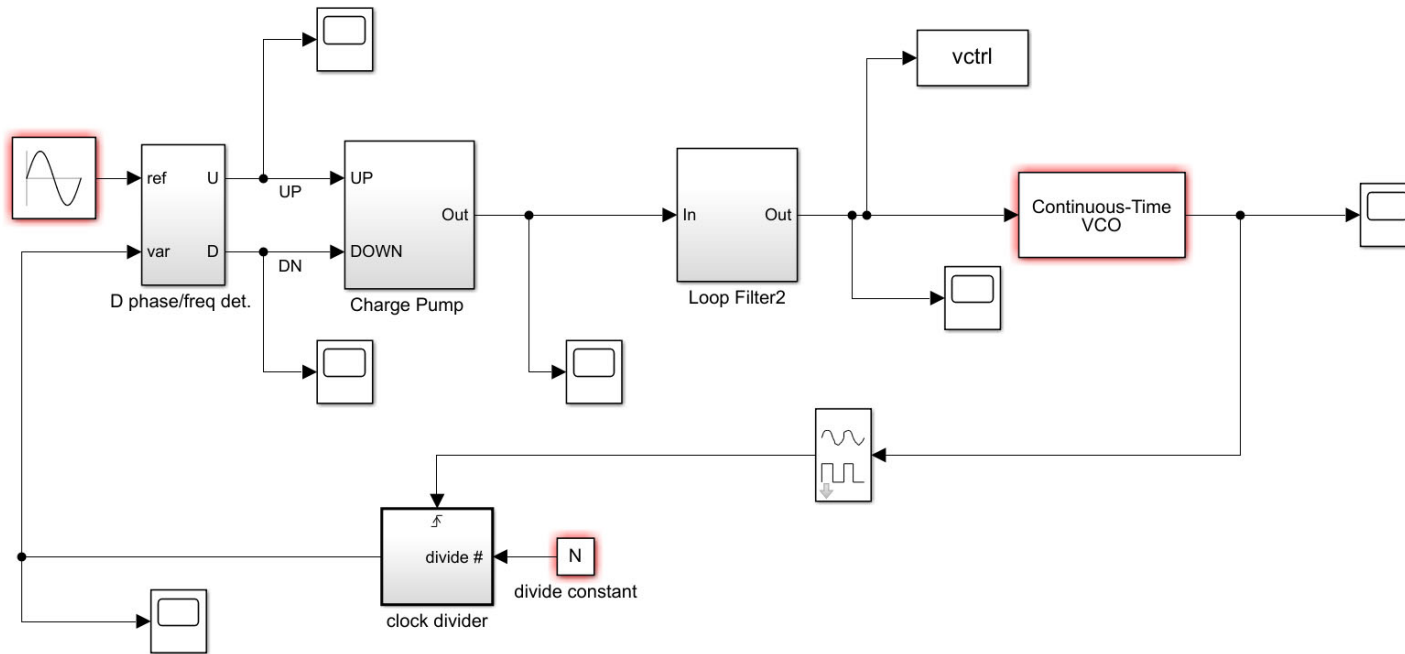 vctrl
ref
U
UP
UP
Out
In
Out
Continuous-Time
VCO
var
D
DN
DOWN
D phase/freq det.
Charge Pump
Loop Filter2
divide #
N
divide constant
clock divider